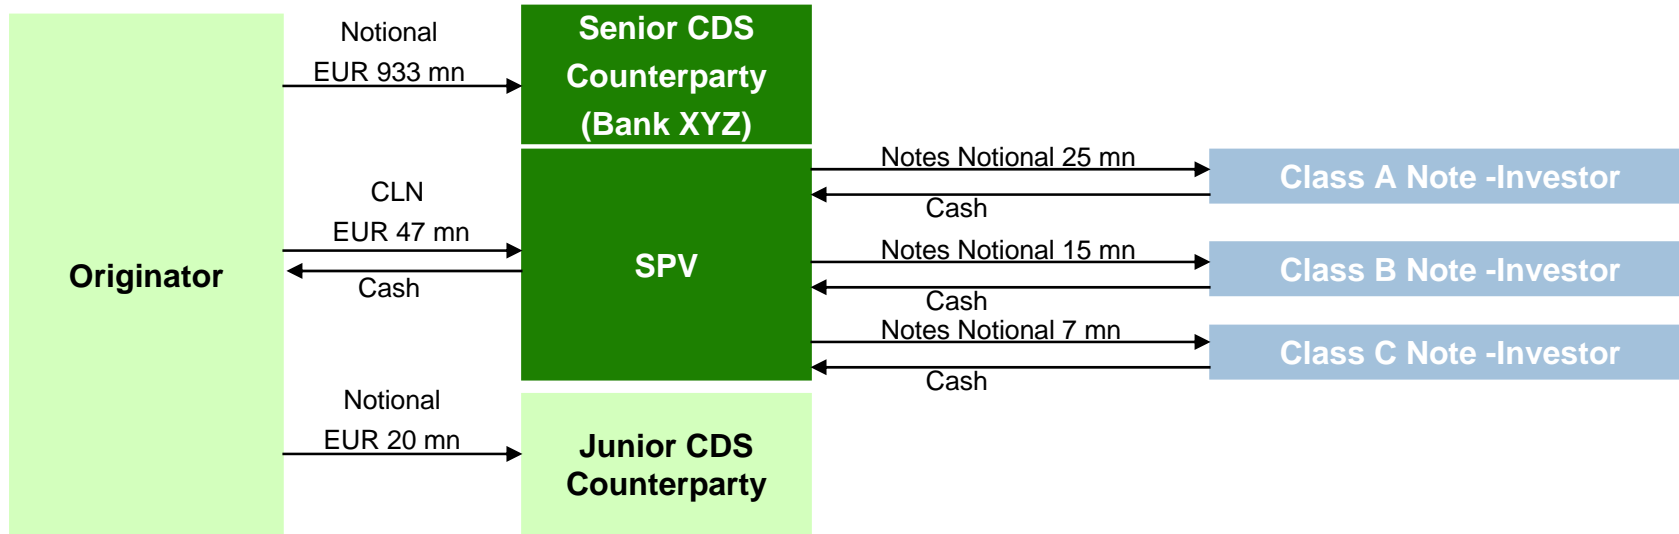 Originator
Notional
EUR 933 mn
CLN
EUR 47 mn
Cash
Notional
EUR 20 mn
Senior CDS
Counterparty
(Bank XYZ)
SPV
Junior CDS
Counterparty
Notes Notional 25 mn
Cash
Notes Notional 15 mn
Cash
Notes Notional 7 mn
Cash
Class A Note -Investor
Class B Note -Investor
Class C Note -Investor